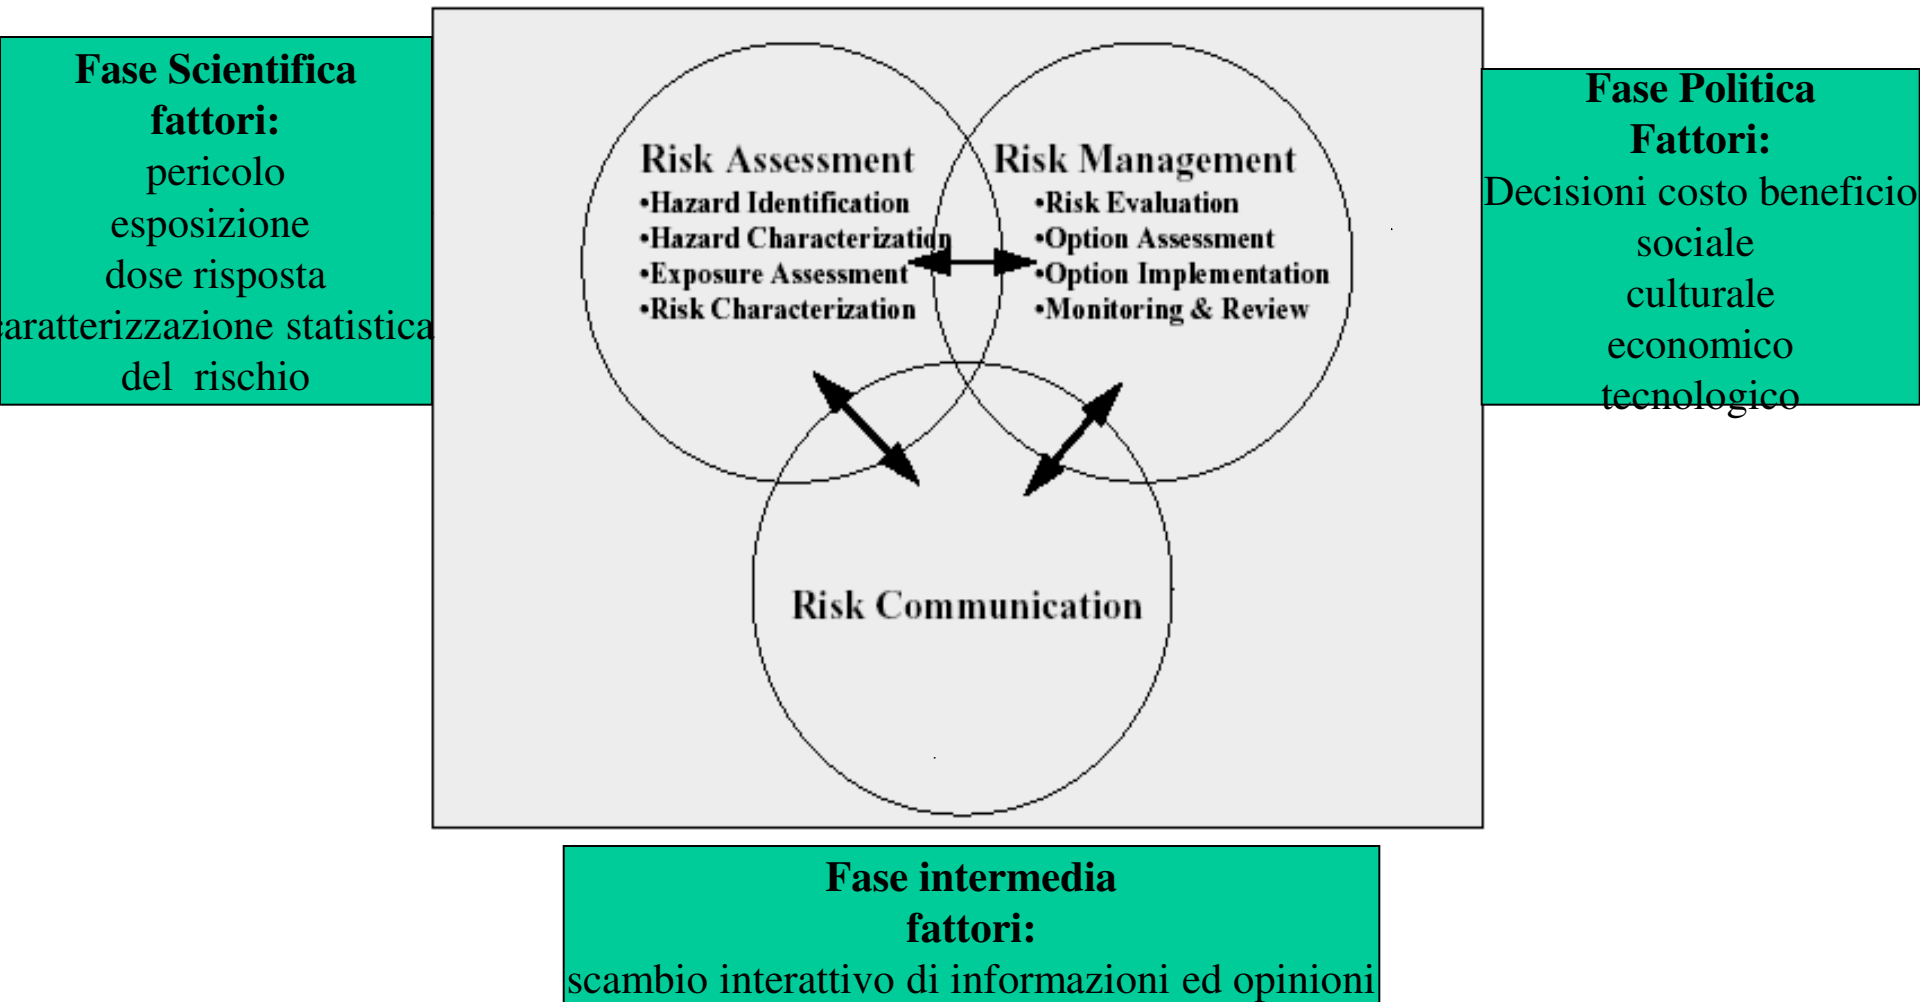 Fase Scientifica
fattori:
pericolo
esposizione
dose risposta
caratterizzazione statistica
del rischio
Risk Assessment
•Hazard Identification
•Hazard Characterization
•Exposure Assessment
•Risk Characterization
Risk Management
•Risk Evaluation
•Option Assessment
•Option Implementation
•Monitoring & Review
Risk Communication
Fase Politica
Fattori:
Decisioni costo beneficio
sociale
culturale
economico
tecnologico
Fase intermedia
fattori:
scambio interattivo di informazioni ed opinioni